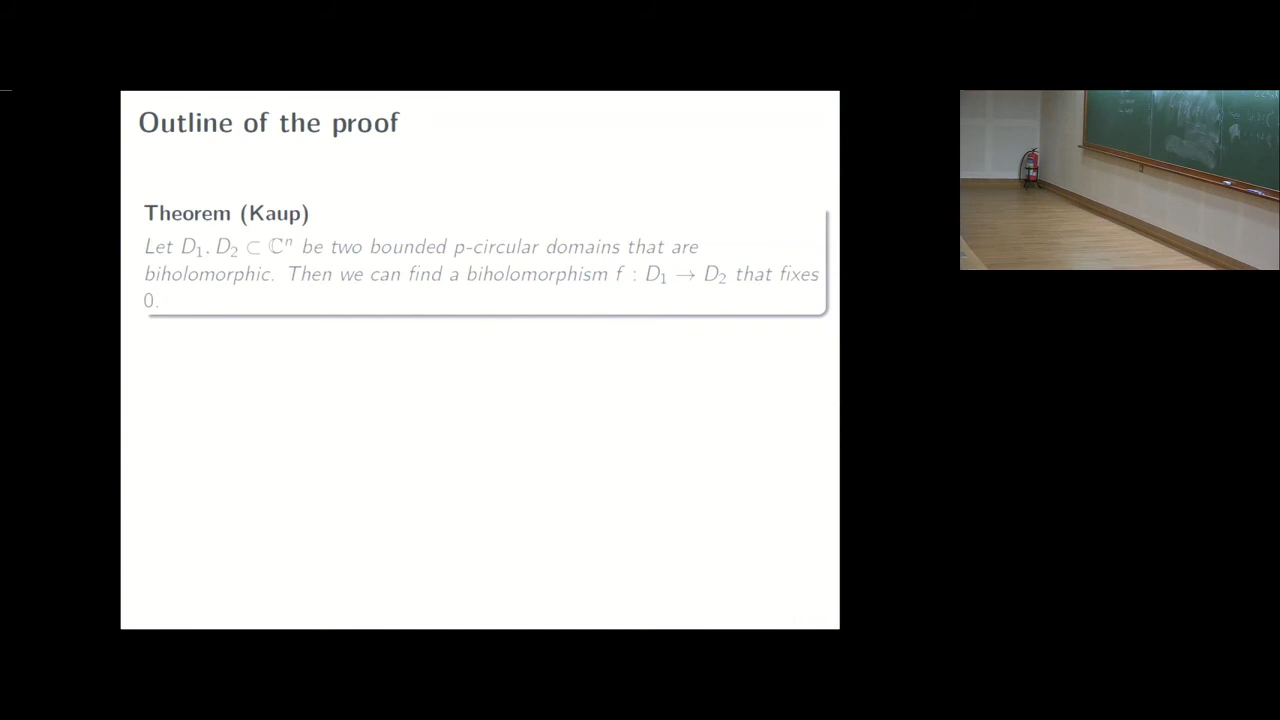 Outline of the proof
Theorem (Kaup)
Let D₁, D₂ ⊂ ℂⁿ be two bounded p-circular domains that are
biholomorphic. Then we can find a biholomorphism f : D₁ → D₂ that fixes
0.